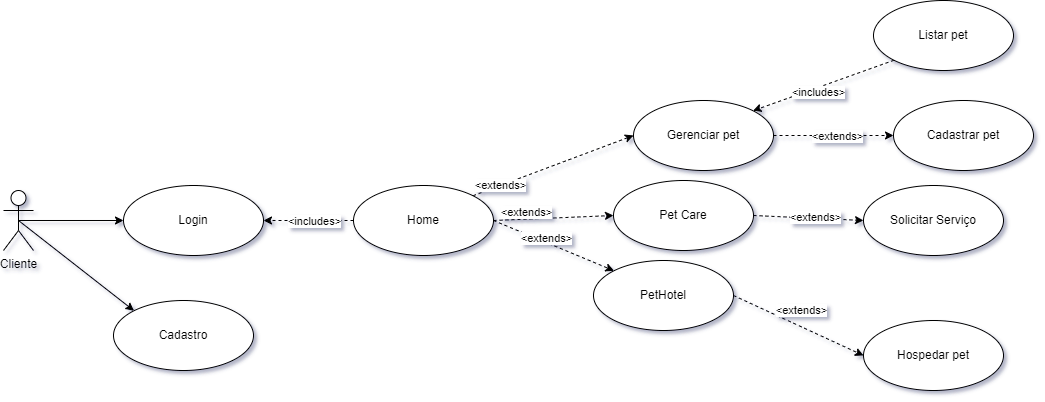 Listar pet
<includes>
Gerenciar pet
<extends>
Cadastrar pet
<extends>
Login
<includes>
Home
<extends>
Pet Care
<extends>
Solicitar Serviço
<extends>
Cliente
PetHotel
<extends>
Cadastro
Hospedar pet